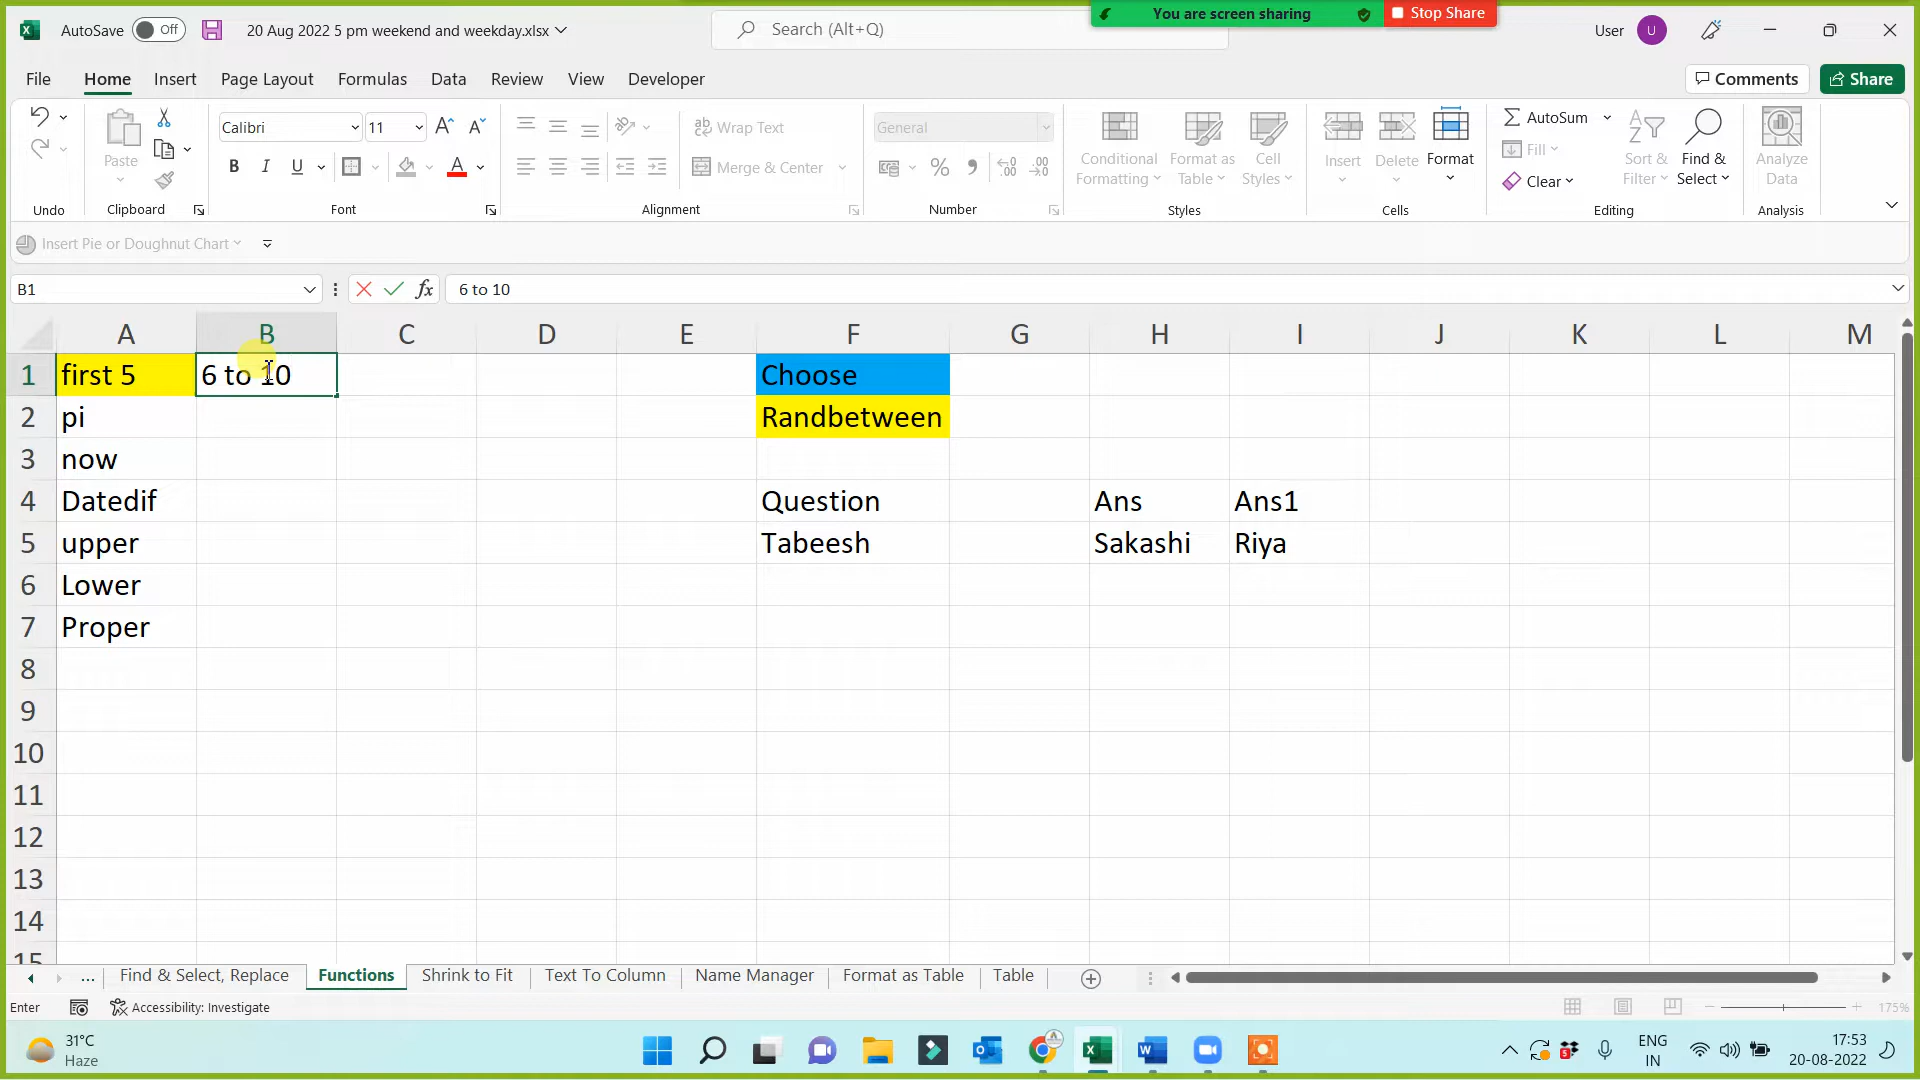 You are screen sharing Stop Share
AutoSave Off 20 Aug 2022 5 pm weekend and weekday.xlsx Search (Alt+Q) User U
File Home Insert Page Layout Formulas Data Review View Developer Comments Share
Calibri 11 Wrap Text General AutoSum
Paste Conditional Format as Cell Insert Delete Format Fill Sort & Find & Analyze
B I U A Merge & Center % Formatting Table Styles Clear Filter Select Data
Undo Clipboard Font Alignment Number Styles Cells Editing Analysis
Insert Pie or Doughnut Chart
B1 fx 6 to 10
A B C D E F G H I J K L M
1 first 5 6 to 10 Choose
2 pi Randbetween
3 now
4 Datedif Question Ans Ans1
5 upper Tabeesh Sakashi Riya
6 Lower
7 Proper
8
9
10
11
12
13
14
15
... Find & Select, Replace Functions Shrink to Fit Text To Column Name Manager Format as Table Table
Enter Accessibility: Investigate 175%
31°C ENG 17:53
Haze IN 20-08-2022